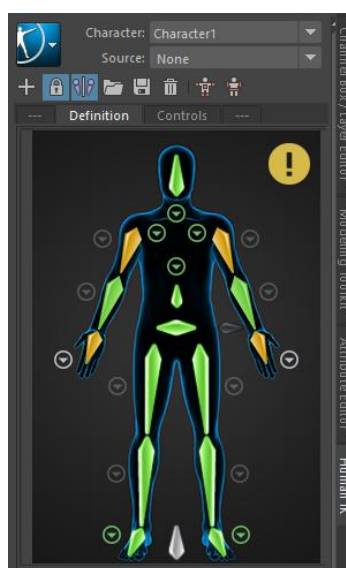 Character: Character1
Source: None
--- Definition Controls ---
!
Channel Box / Layer Editor
Modeling Toolkit
Attribute Editor
Human IK